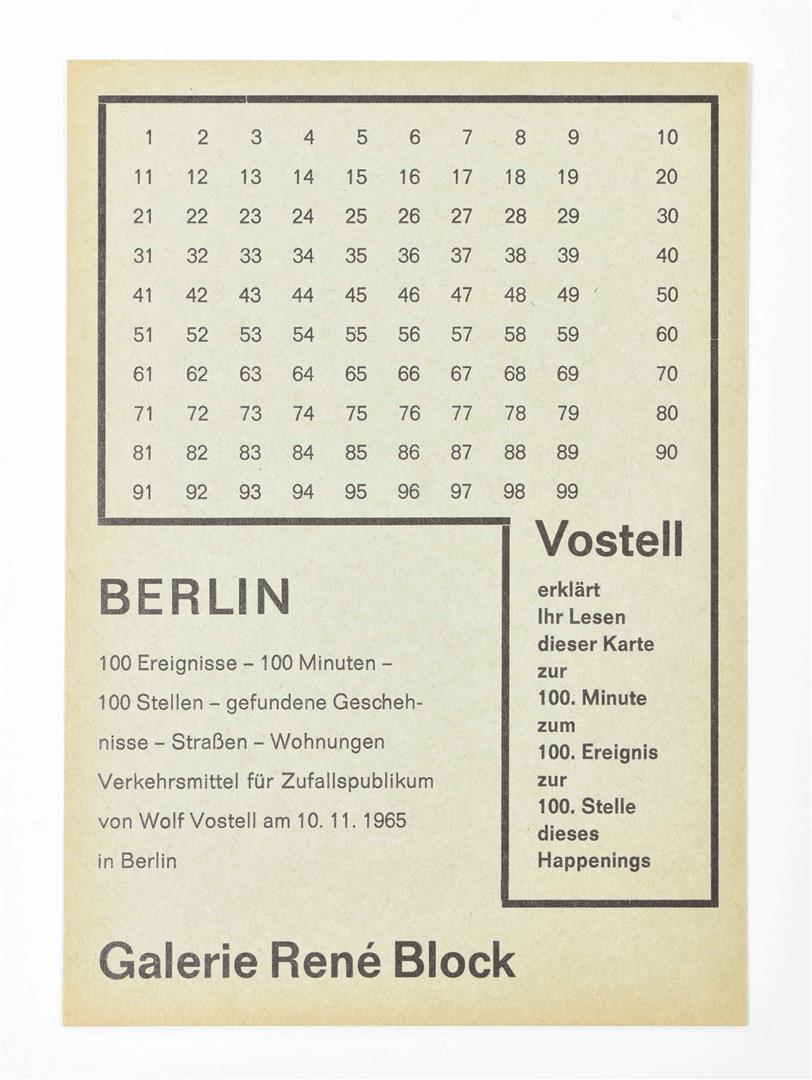 1 2 3 4 5 6 7 8 9 10
11 12 13 14 15 16 17 18 19 20
21 22 23 24 25 26 27 28 29 30
31 32 33 34 35 36 37 38 39 40
41 42 43 44 45 46 47 48 49 50
51 52 53 54 55 56 57 58 59 60
61 62 63 64 65 66 67 68 69 70
71 72 73 74 75 76 77 78 79 80
81 82 83 84 85 86 87 88 89 90
91 92 93 94 95 96 97 98 99
Vostell
erklärt
Ihr Lesen
dieser Karte
zur
100. Minute
zum
100. Ereignis
zur
100. Stelle
dieses
Happenings
BERLIN
100 Ereignisse – 100 Minuten –
100 Stellen – gefundene Gescheh-
nisse – Straßen – Wohnungen
Verkehrsmittel für Zufallspublikum
von Wolf Vostell am 10. 11. 1965
in Berlin
Galerie René Block